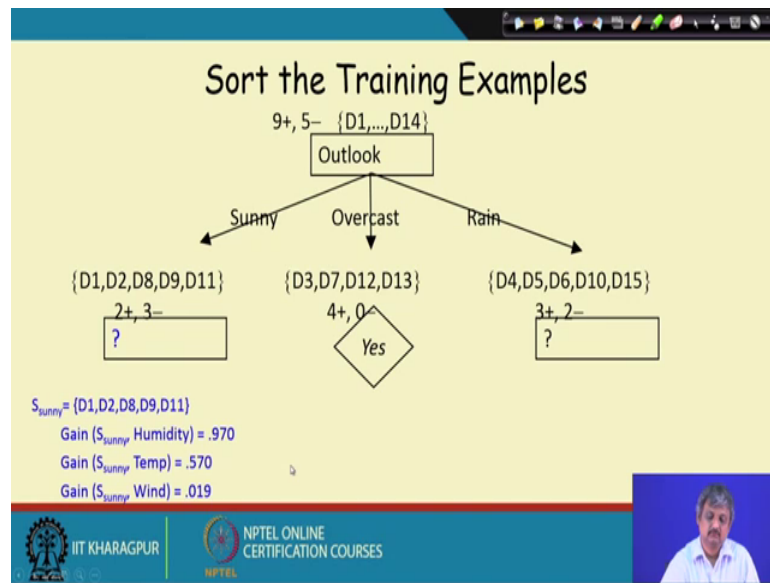 Sort the Training Examples
9+, 5– {D1,...,D14}
Outlook
Sunny Overcast Rain
{D1,D2,D8,D9,D11} {D3,D7,D12,D13} {D4,D5,D6,D10,D15}
2+, 3– 4+, 0– 3+, 2–
? Yes ?
Ssunny= {D1,D2,D8,D9,D11}
Gain (Ssunny, Humidity) = .970
Gain (Ssunny, Temp) = .570
Gain (Ssunny, Wind) = .019
IIT KHARAGPUR
NPTEL
NPTEL ONLINE
CERTIFICATION COURSES